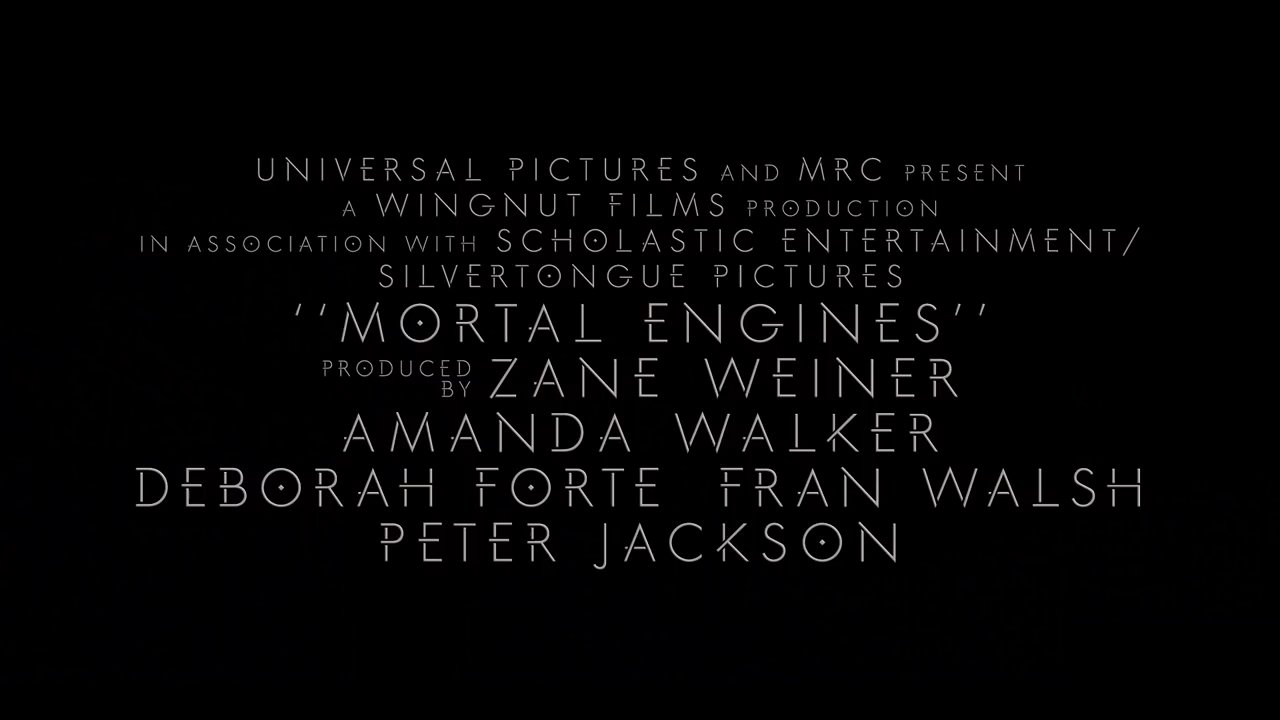 UNIVERSAL PICTURES AND MRC PRESENT
A WINGNUT FILMS PRODUCTION
IN ASSOCIATION WITH SCHOLASTIC ENTERTAINMENT/
SILVERTONGUE PICTURES
''MORTAL ENGINES''
PRODUCED BY ZANE WEINER
AMANDA WALKER
DEBORAH FORTE FRAN WALSH
PETER JACKSON